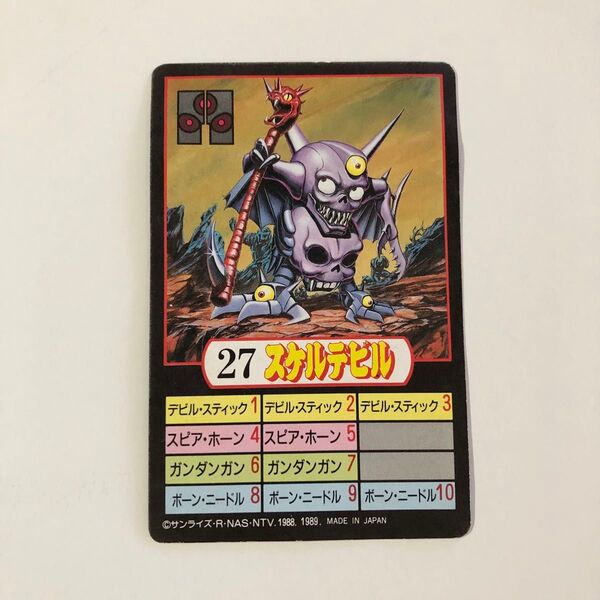 27 スケルデビル
デビル・スティック 1 デビル・スティック 2 デビル・スティック 3
スピア・ホーン 4 スピア・ホーン 5
ガンダンガン 6 ガンダンガン 7
ボーン・ニードル 8 ボーン・ニードル 9 ボーン・ニードル 10
©サンライズ・R・NAS・NTV. 1988. 1989. MADE IN JAPAN